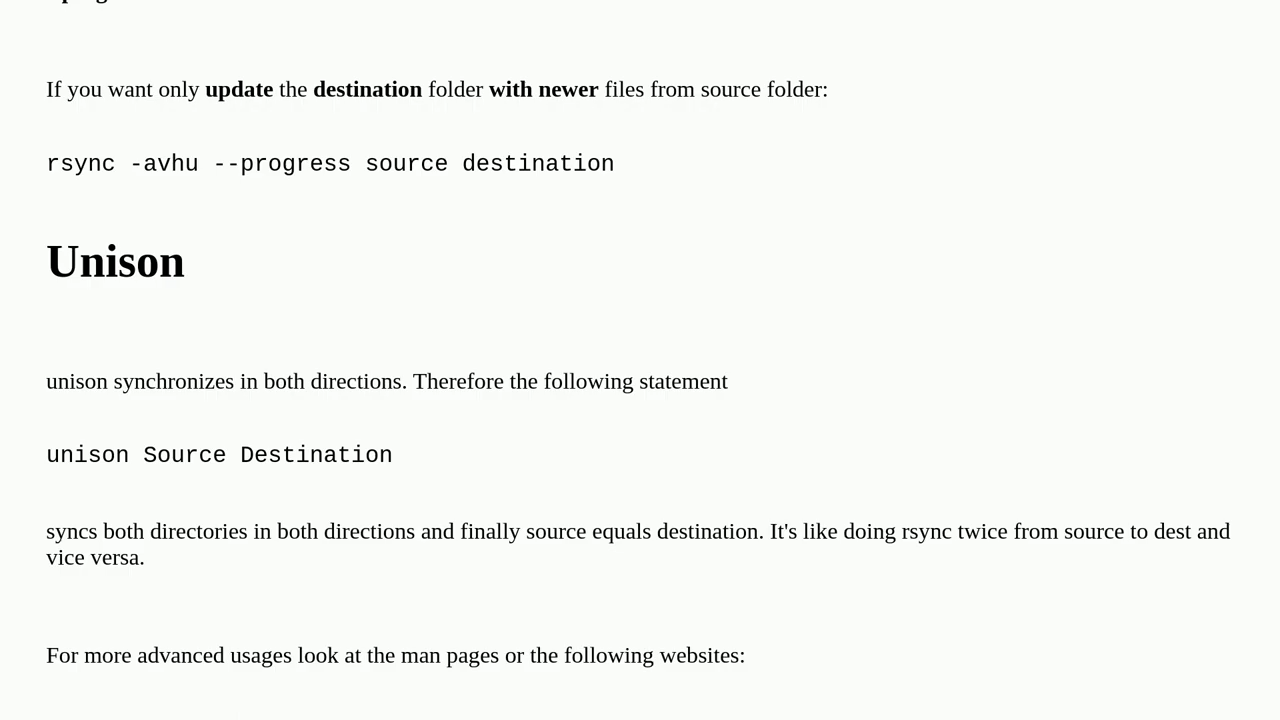 If you want only update the destination folder with newer files from source folder:
rsync -avhu --progress source destination
Unison
unison synchronizes in both directions. Therefore the following statement
unison Source Destination
syncs both directories in both directions and finally source equals destination. It's like doing rsync twice from source to dest and
vice versa.
For more advanced usages look at the man pages or the following websites: